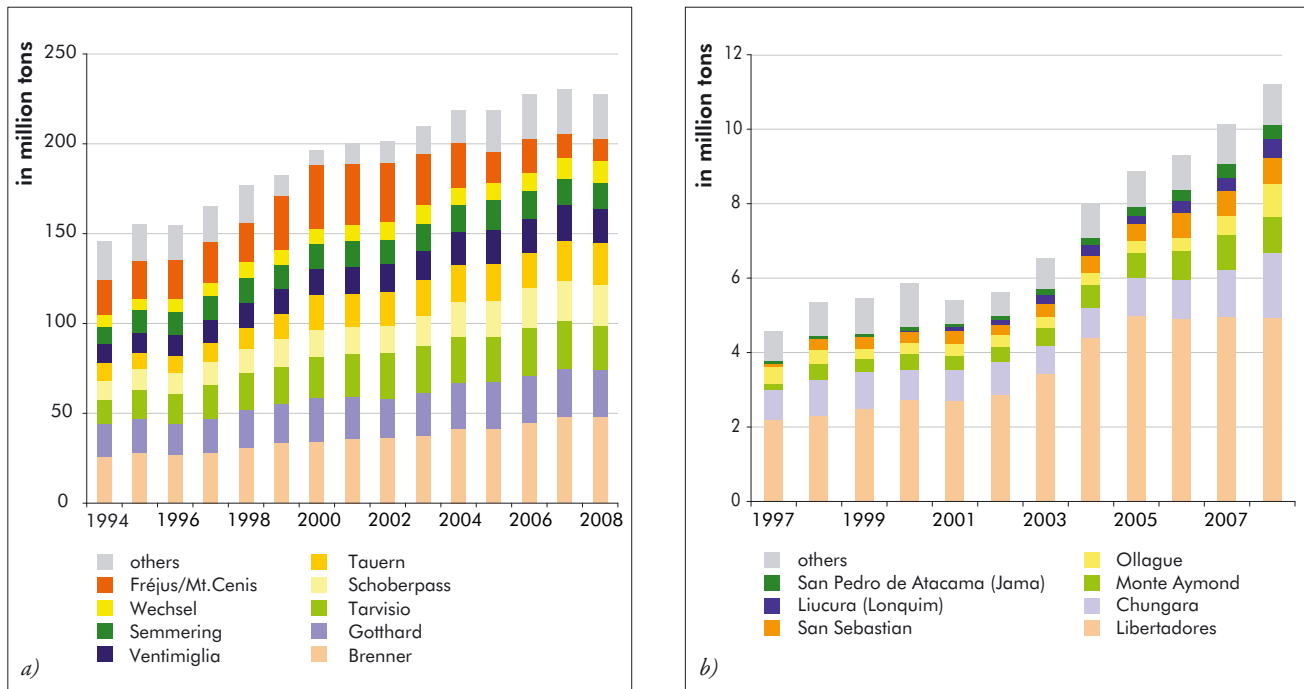 in million tons
250
200
150
100
50
0
1994 1996 1998 2000 2002 2004 2006 2008
others
Fréjus/Mt.Cenis
Wechsel
Semmering
Ventimiglia
Tauern
Schoberpass
Tarvisio
Gotthard
Brenner
a)
in million tons
12
10
8
6
4
2
0
1997 1999 2001 2003 2005 2007
others
San Pedro de Atacama (Jama)
Liucura (Lonquim)
San Sebastian
Ollague
Monte Aymond
Chungara
Libertadores
b)